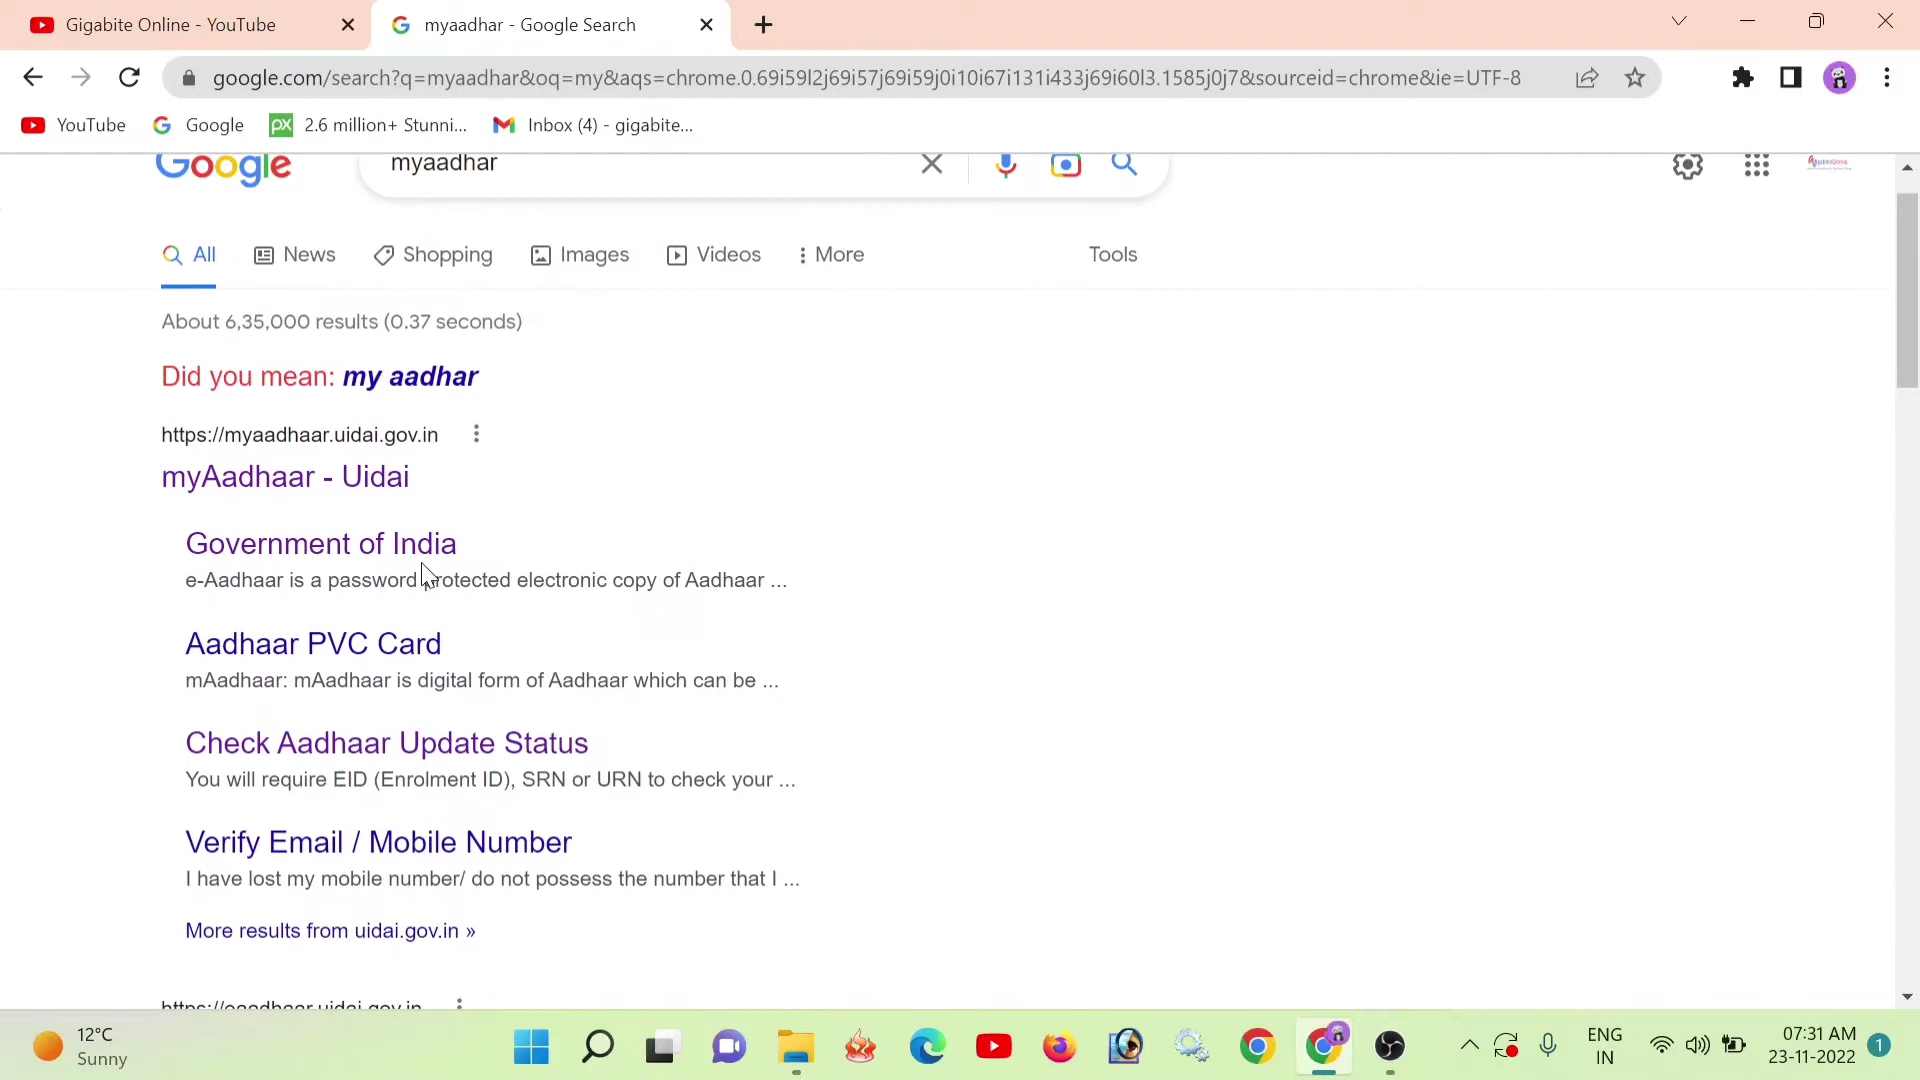 Gigabite Online - YouTube
myaadhar - Google Search
google.com/search?q=myaadhar&oq=my&aqs=chrome.0.69i59l2j69i57j69i59j0i10i67i131i433j69i60l3.1585j0j7&sourceid=chrome&ie=UTF-8
YouTube
Google
2.6 million+ Stunni...
Inbox (4) - gigabite...
Google
myaadhar
All
News
Shopping
Images
Videos
More
Tools
About 6,35,000 results (0.37 seconds)
Did you mean: my aadhar
https://myaadhaar.uidai.gov.in
myAadhaar - Uidai
Government of India
e-Aadhaar is a password protected electronic copy of Aadhaar ...
Aadhaar PVC Card
mAadhaar: mAadhaar is digital form of Aadhaar which can be ...
Check Aadhaar Update Status
You will require EID (Enrolment ID), SRN or URN to check your ...
Verify Email / Mobile Number
I have lost my mobile number/ do not possess the number that I ...
More results from uidai.gov.in »
https://eaadhaar.uidai.gov.in
12°C
Sunny
ENG
IN
07:31 AM
23-11-2022
1